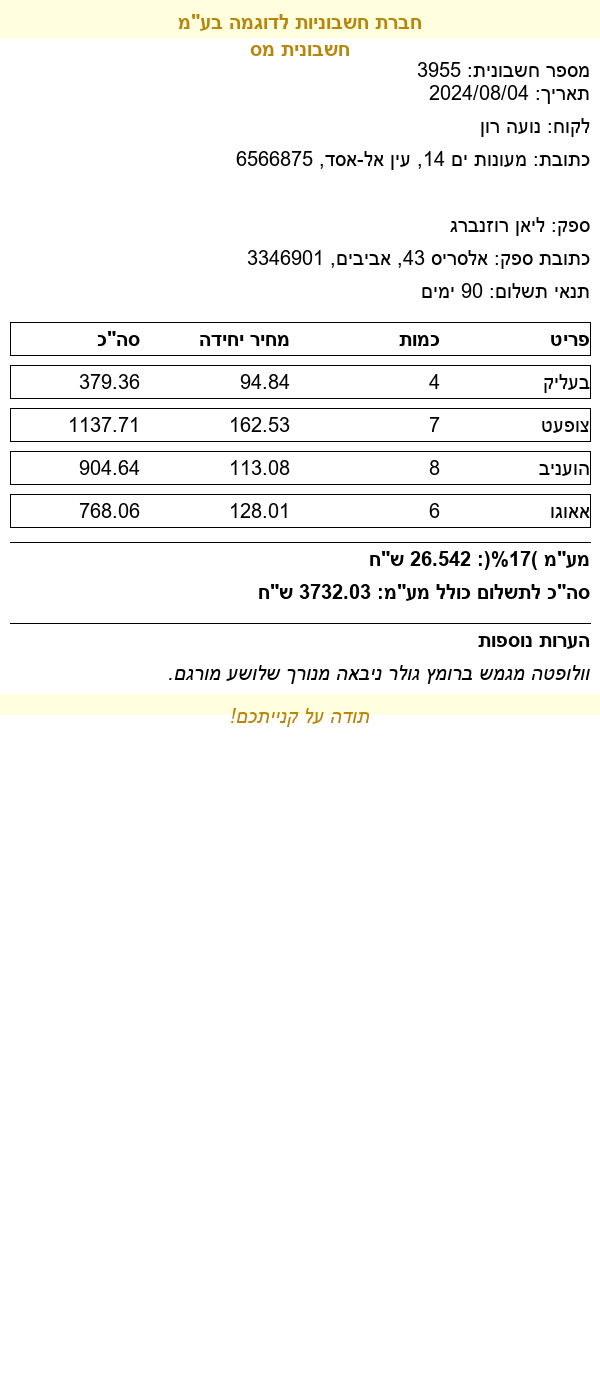 חברת חשבוניות לדוגמה בע"מ
חשבונית מס
מספר חשבונית: 3955
תאריך: 2024/08/04
לקוח: נועה רון
כתובת: מעונות ים 14, עין אל-אסד, 6566875
ספק: ליאן רוזנברג
כתובת ספק: אלסריס 43, אביבים, 3346901
תנאי תשלום: 90 ימים
פריט כמות מחיר יחידה סה"כ
בעליק 4 94.84 379.36
צופעט 7 162.53 1137.71
הועניב 8 113.08 904.64
אאוגו 6 128.01 768.06
מע"מ )17%(: 26.542 ש"ח
סה"כ לתשלום כולל מע"מ: 3732.03 ש"ח
הערות נוספות
וולופטה מגמש ברומץ גולר ניבאה מנורך שלושע מורגם.
תודה על קנייתכם!